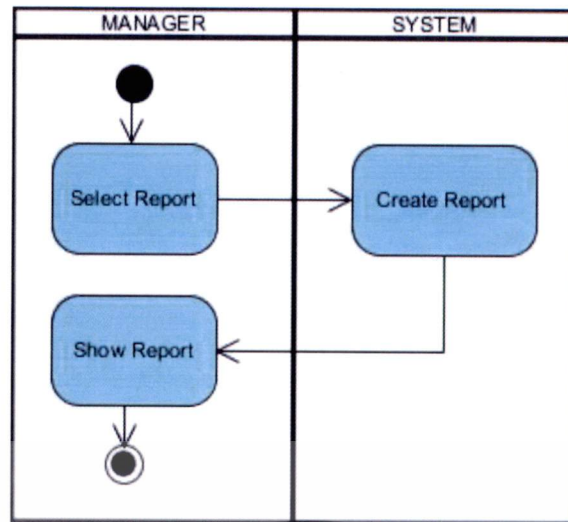 MANAGER
SYSTEM
Select Report
Create Report
Show Report